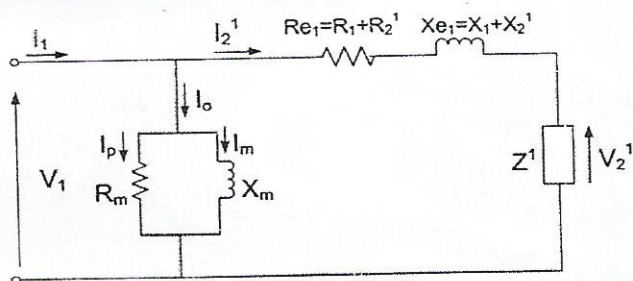 I₁
I₂¹
Re₁=R₁+R₂¹
Xe₁=X₁+X₂¹
Iₒ
Iₚ
Iₘ
V₁
Rₘ
Xₘ
Z¹
V₂¹